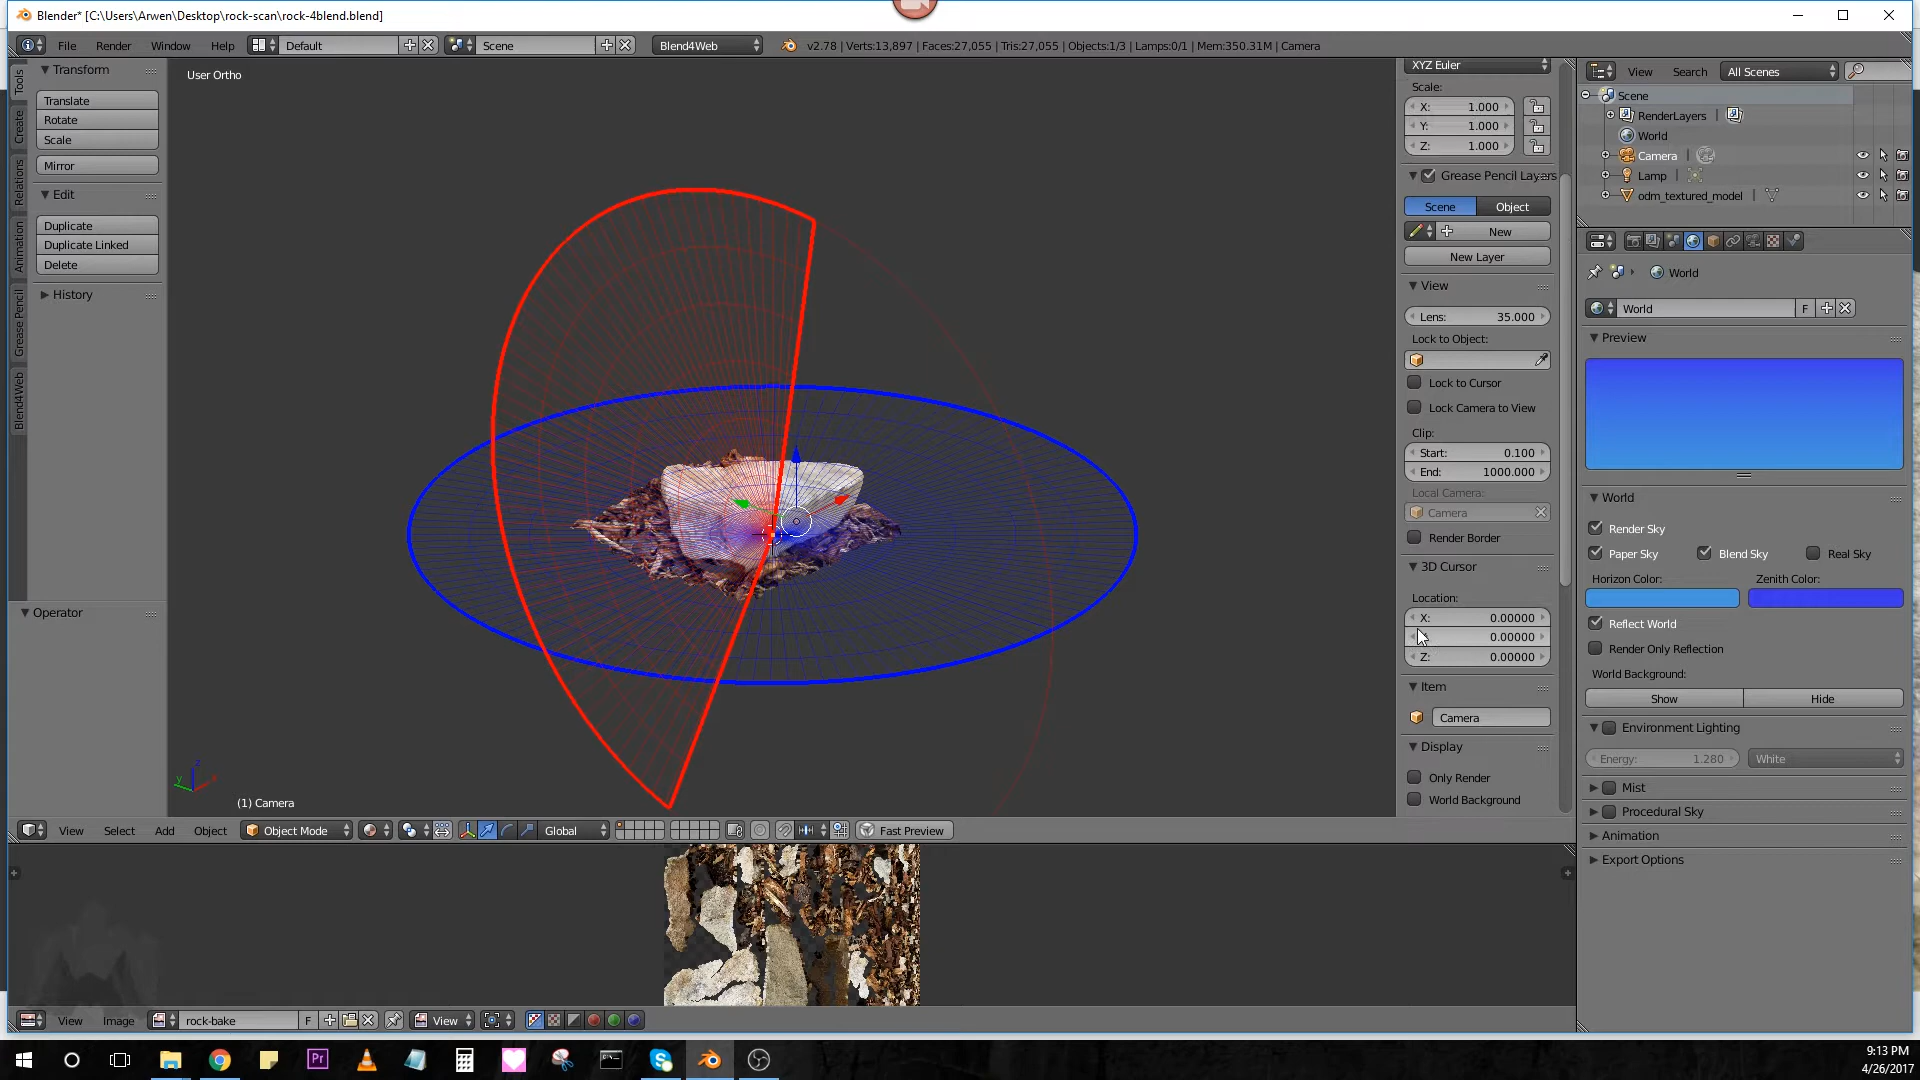 Blender* [C:\Users\Arwen\Desktop\rock-scan\rock-4blend.blend]
File Render Window Help Default Scene Blend4Web v2.78 | Verts:13,897 | Faces:27,055 | Tris:27,055 | Objects:1/3 | Lamps:0/1 | Mem:350.31M | Camera
Tools
Create
Relations
Animation
Grease Pencil
Blend4Web
Transform
Translate
Rotate
Scale
Mirror
Edit
Duplicate
Duplicate Linked
Delete
History
Operator
User Ortho
z
y
(1) Camera
XYZ Euler
Scale:
X: 1.000
Y: 1.000
Z: 1.000
Grease Pencil Layers
Scene Object
New
New Layer
View
Lens: 35.000
Lock to Object:
Lock to Cursor
Lock Camera to View
Clip:
Start: 0.100
End: 1000.000
Local Camera:
Camera
Render Border
3D Cursor
Location:
X: 0.00000
0.00000
Z: 0.00000
Item
Camera
Display
Only Render
World Background
View Search All Scenes
Scene
RenderLayers |
World
Camera |
Lamp |
odm_textured_model |
World
World F
Preview
World
Render Sky
Paper Sky Blend Sky Real Sky
Horizon Color: Zenith Color:
Reflect World
Render Only Reflection
World Background:
Show Hide
Environment Lighting
Energy: 1.280 White
Mist
Procedural Sky
Animation
Export Options
View Select Add Object Object Mode Global Fast Preview
View Image rock-bake F View
Pr
9:13 PM
4/26/2017